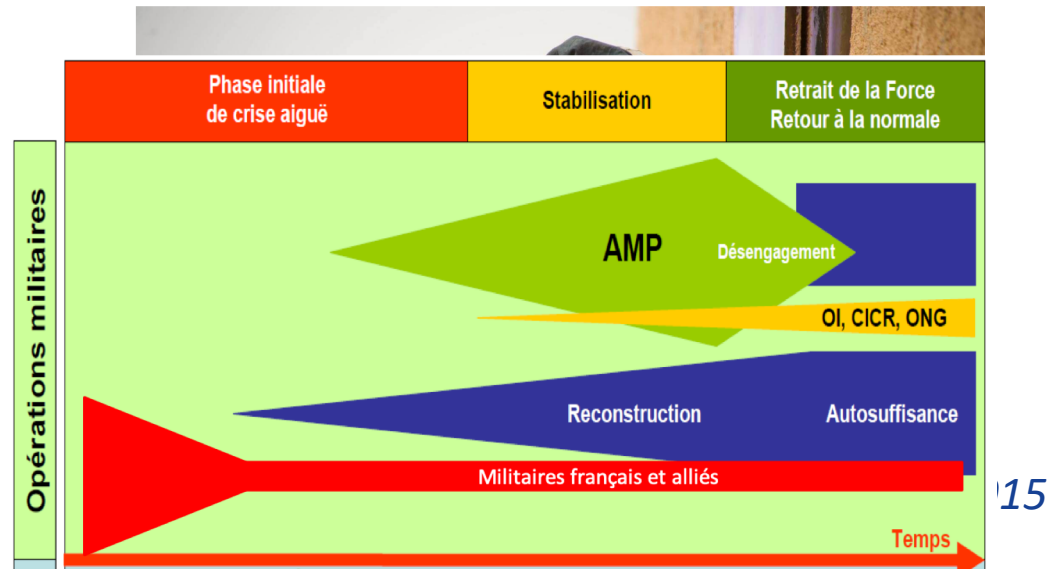 Phase initiale
de crise aiguë
Stabilisation
Retrait de la Force
Retour à la normale
Opérations militaires
AMP
Désengagement
OI, CICR, ONG
Reconstruction
Autosuffisance
Militaires français et alliés
15
Temps